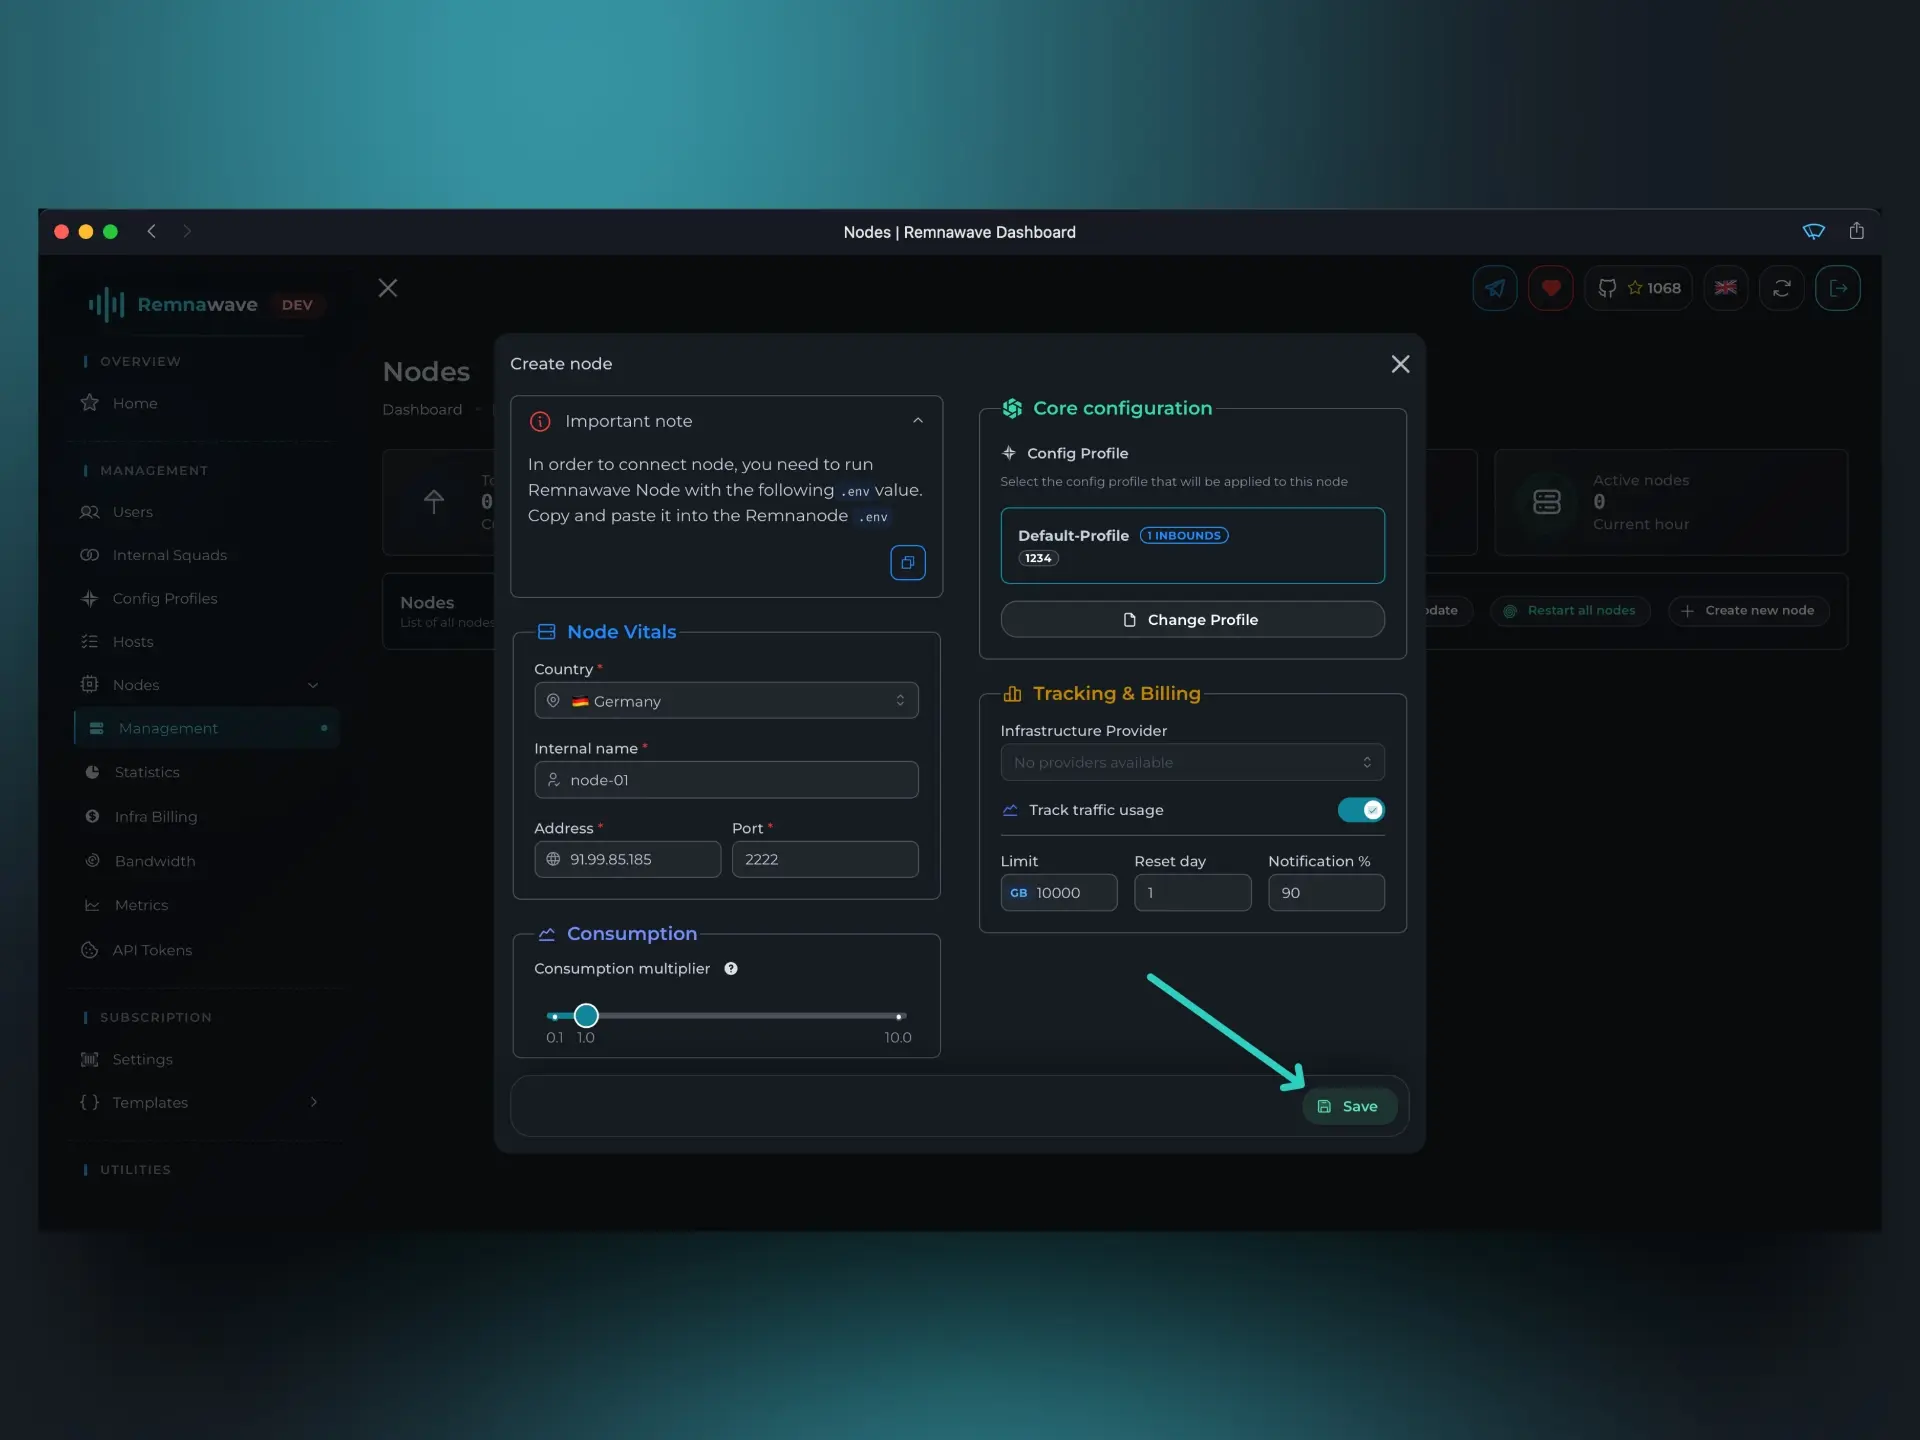 Nodes | Remnawave Dashboard
Remnawave DEV
1068
OVERVIEW
Home
MANAGEMENT
Users
Internal Squads
Config Profiles
Hosts
Nodes
Management
Statistics
Infra Billing
Bandwidth
Metrics
API Tokens
SUBSCRIPTION
Settings
Templates
UTILITIES
Nodes
Dashboard
0
Nodes
List of all nodes
Active nodes
0
Current hour
Restart all nodes
Create new node
Create node
Important note
In order to connect node, you need to run
Remnawave Node with the following .env value.
Copy and paste it into the Remnanode .env
Node Vitals
Country *
Germany
Internal name *
node-01
Address *
Port *
91.99.85.185
2222
Consumption
Consumption multiplier ?
0.1 1.0 10.0
Core configuration
Config Profile
Select the config profile that will be applied to this node
Default-Profile 1 INBOUNDS
1234
Change Profile
Tracking & Billing
Infrastructure Provider
No providers available
Track traffic usage
Limit Reset day Notification %
GB 10000 1 90
Save